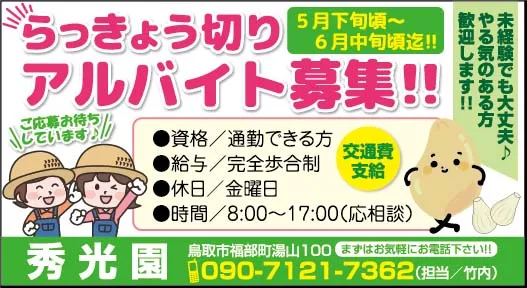 らっきょう切り
アルバイト募集!!
5月下旬頃~
6月中旬頃迄!!
未経験でも大丈夫♪
やる気のある方
歓迎します!!
ご応募お待ち
しています♪
●資格/通勤できる方
●給与/完全歩合制
●休日/金曜日
●時間/8:00~17:00(応相談)
交通費
支給
秀光園
鳥取市福部町湯山100
まずはお気軽にお電話下さい!!
090-7121-7362(担当/竹内)